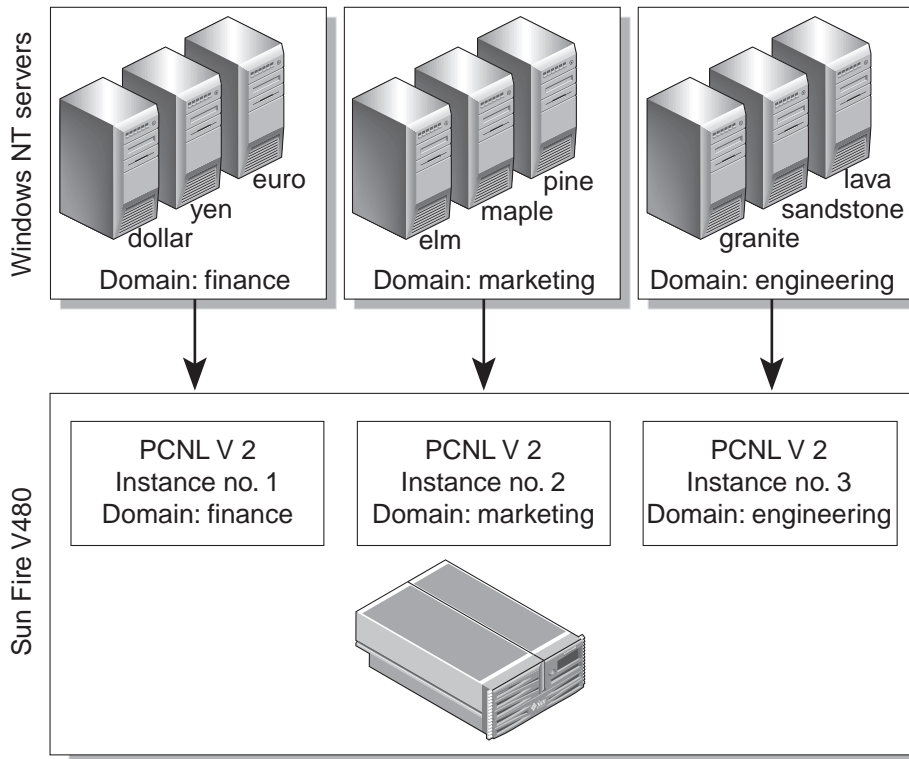 Windows NT servers
euro
yen
dollar
Domain: finance
pine
maple
elm
Domain: marketing
lava
sandstone
granite
Domain: engineering
Sun Fire V480
PCNL V 2
Instance no. 1
Domain: finance
PCNL V 2
Instance no. 2
Domain: marketing
PCNL V 2
Instance no. 3
Domain: engineering
Sun